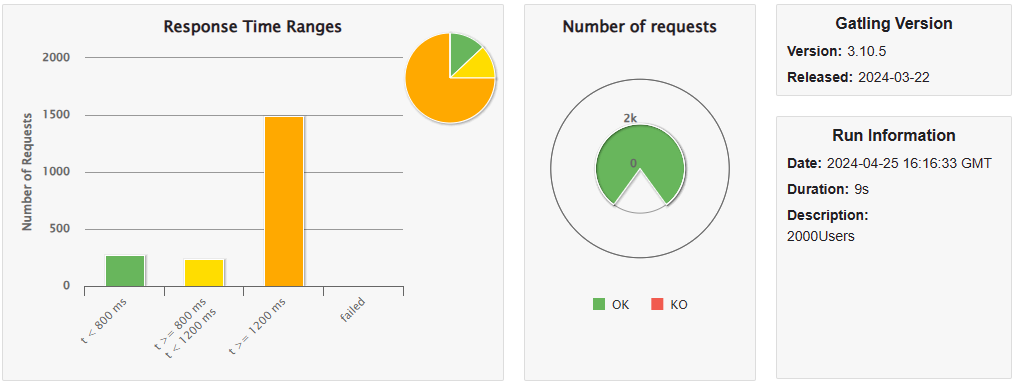 Response Time Ranges
Number of Requests
2000
1500
1000
500
0
t < 800 ms
t >= 800 ms
t < 1200 ms
t >= 1200 ms
failed
Number of requests
2k
0
OK
KO
Gatling Version
Version: 3.10.5
Released: 2024-03-22
Run Information
Date: 2024-04-25 16:16:33 GMT
Duration: 9s
Description:
2000Users